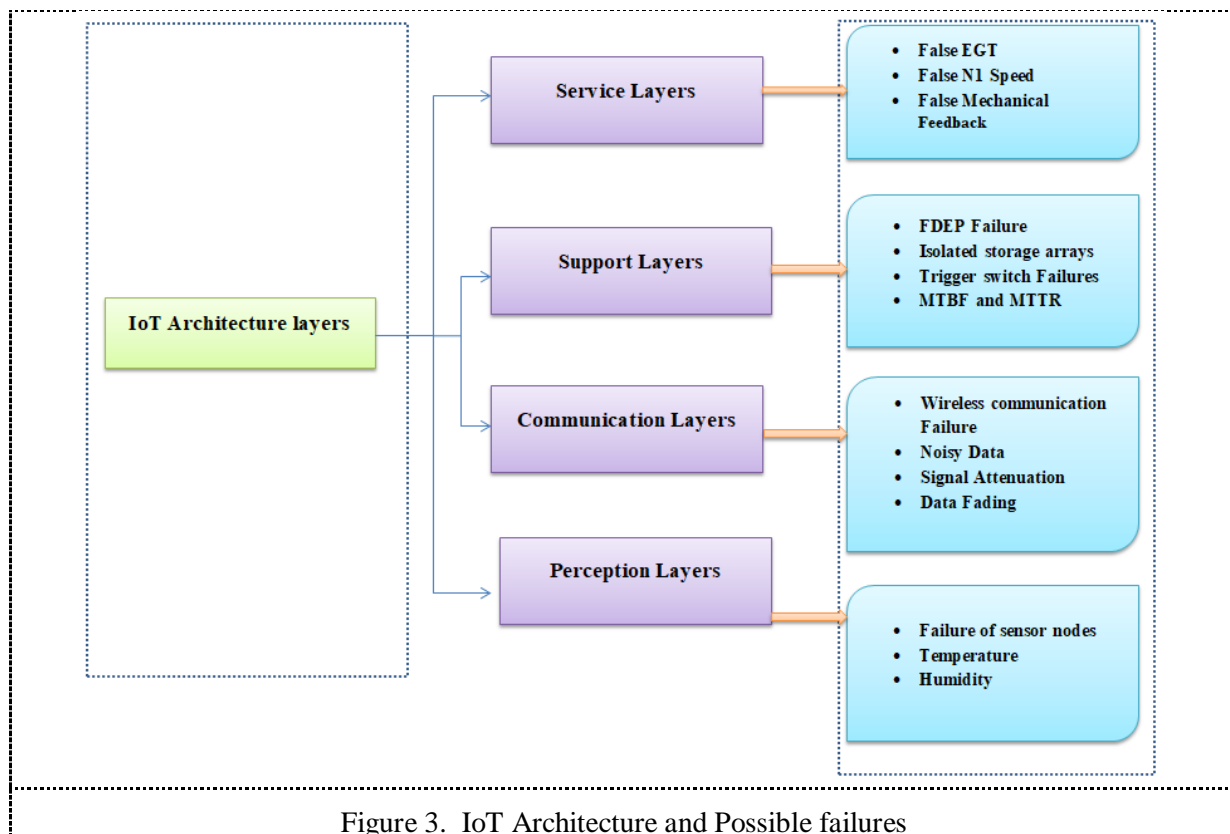 IoT Architecture layers
Service Layers
• False EGT
• False N1 Speed
• False Mechanical
Feedback
Support Layers
• FDEP Failure
• Isolated storage arrays
• Trigger switch Failures
• MTBF and MTTR
Communication Layers
• Wireless communication
Failure
• Noisy Data
• Signal Attenuation
• Data Fading
Perception Layers
• Failure of sensor nodes
• Temperature
• Humidity
Figure 3. IoT Architecture and Possible failures